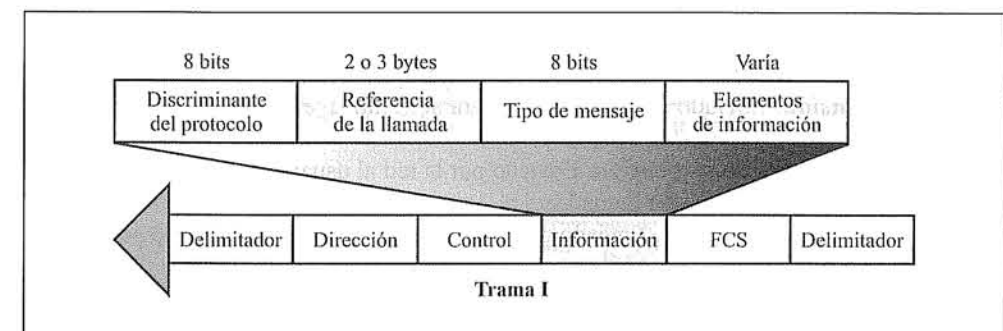 8 bits 2 o 3 bytes 8 bits Varía
Discriminante del protocolo
Referencia de la llamada
Tipo de mensaje
Elementos de información
Delimitador Dirección Control Información FCS Delimitador
Trama I